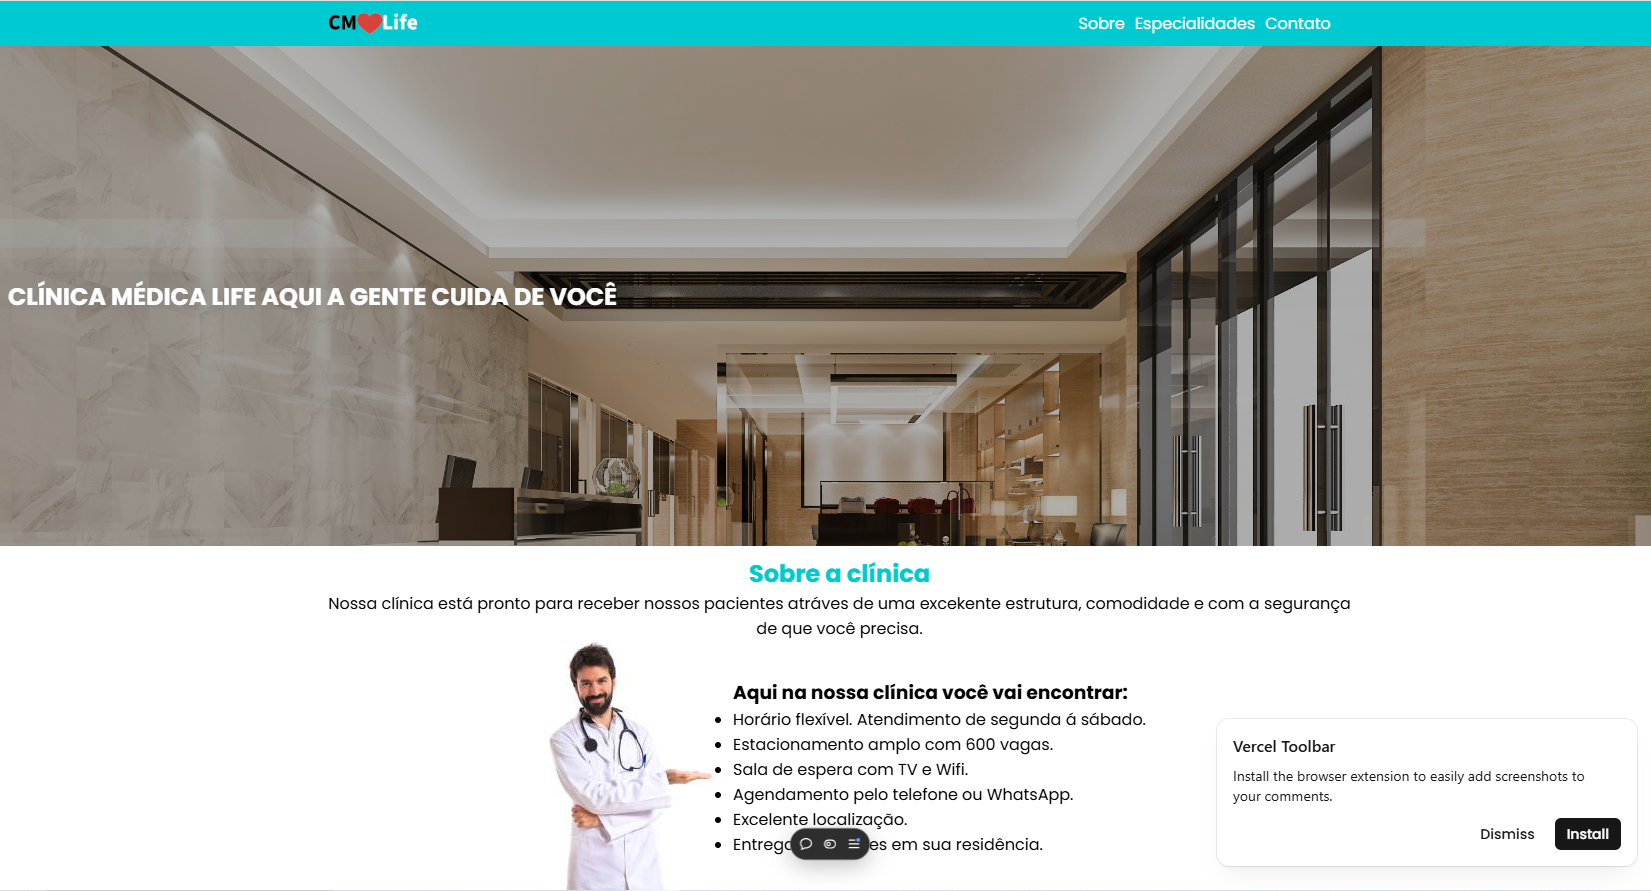 CM Life
Sobre Especialidades Contato
CLÍNICA MÉDICA LIFE AQUI A GENTE CUIDA DE VOCÊ
Sobre a clínica
Nossa clínica está pronto para receber nossos pacientes atráves de uma excekente estrutura, comodidade e com a segurança
de que você precisa.
Aqui na nossa clínica você vai encontrar:
Horário flexível. Atendimento de segunda á sábado.
Estacionamento amplo com 600 vagas.
Sala de espera com TV e Wifi.
Agendamento pelo telefone ou WhatsApp.
Excelente localização.
em sua residência.
Vercel Toolbar
Install the browser extension to easily add screenshots to
your comments.
Dismiss Install